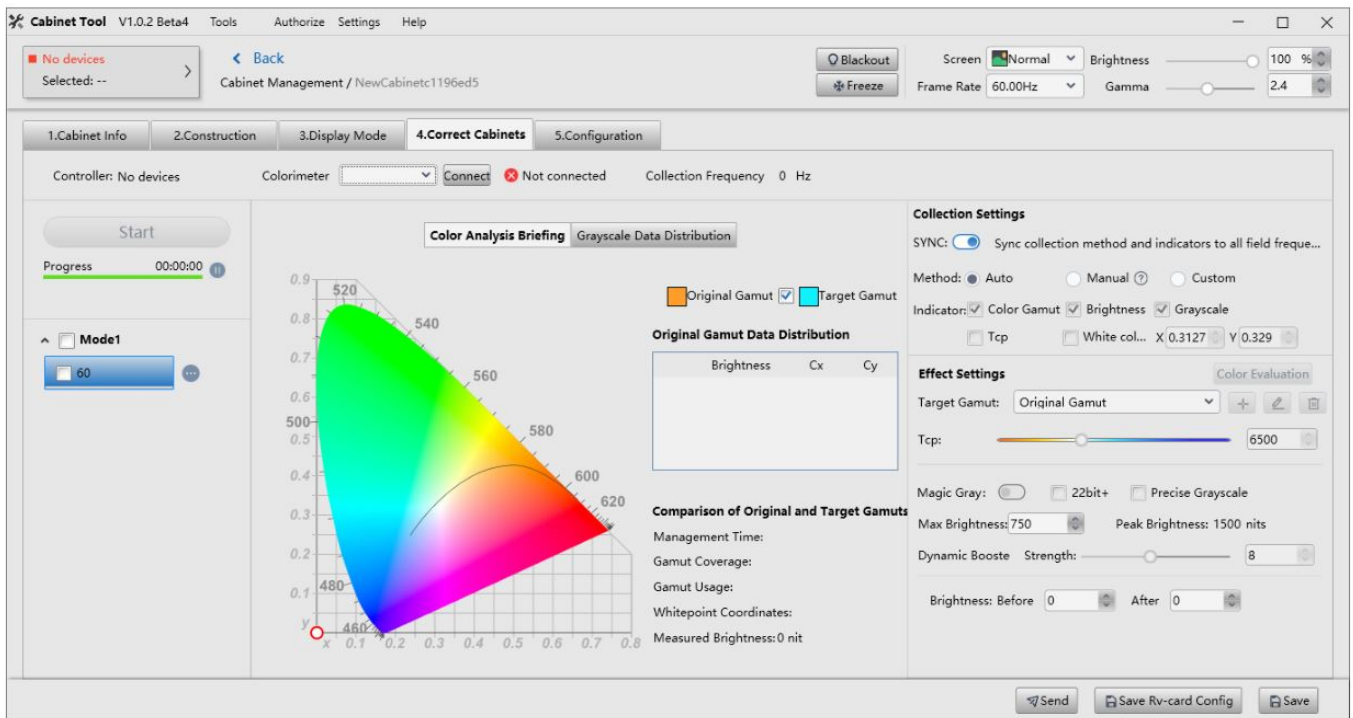 Cabinet Tool V1.0.2 Beta4 Tools Authorize Settings Help
No devices
Selected: --
Back
Cabinet Management / NewCabinetc1196ed5
Blackout
Freeze
Screen Normal Brightness 100 %
Frame Rate 60.00Hz Gamma 2.4
1.Cabinet Info 2.Construction 3.Display Mode 4.Correct Cabinets 5.Configuration
Controller: No devices Colorimeter Connect Not connected Collection Frequency 0 Hz
Start
Progress 00:00:00
Mode1
60
Color Analysis Briefing Grayscale Data Distribution
0.9
0.8
0.7
0.6
0.5
0.4
0.3
0.2
0.1
y
x 0.1 0.2 0.3 0.4 0.5 0.6 0.7 0.8
520
540
560
580
600
620
500
480
460
Original Gamut Target Gamut
Original Gamut Data Distribution
Brightness Cx Cy
Comparison of Original and Target Gamuts
Management Time:
Gamut Coverage:
Gamut Usage:
Whitepoint Coordinates:
Measured Brightness:0 nit
Collection Settings
SYNC: Sync collection method and indicators to all field freque...
Method: Auto Manual ? Custom
Indicator: Color Gamut Brightness Grayscale
Tcp White col... X 0.3127 Y 0.329
Effect Settings Color Evaluation
Target Gamut: Original Gamut
Tcp: 6500
Magic Gray: 22bit+ Precise Grayscale
Max Brightness: 750 Peak Brightness: 1500 nits
Dynamic Booste Strength: 8
Brightness: Before 0 After 0
Send Save Rv-card Config Save